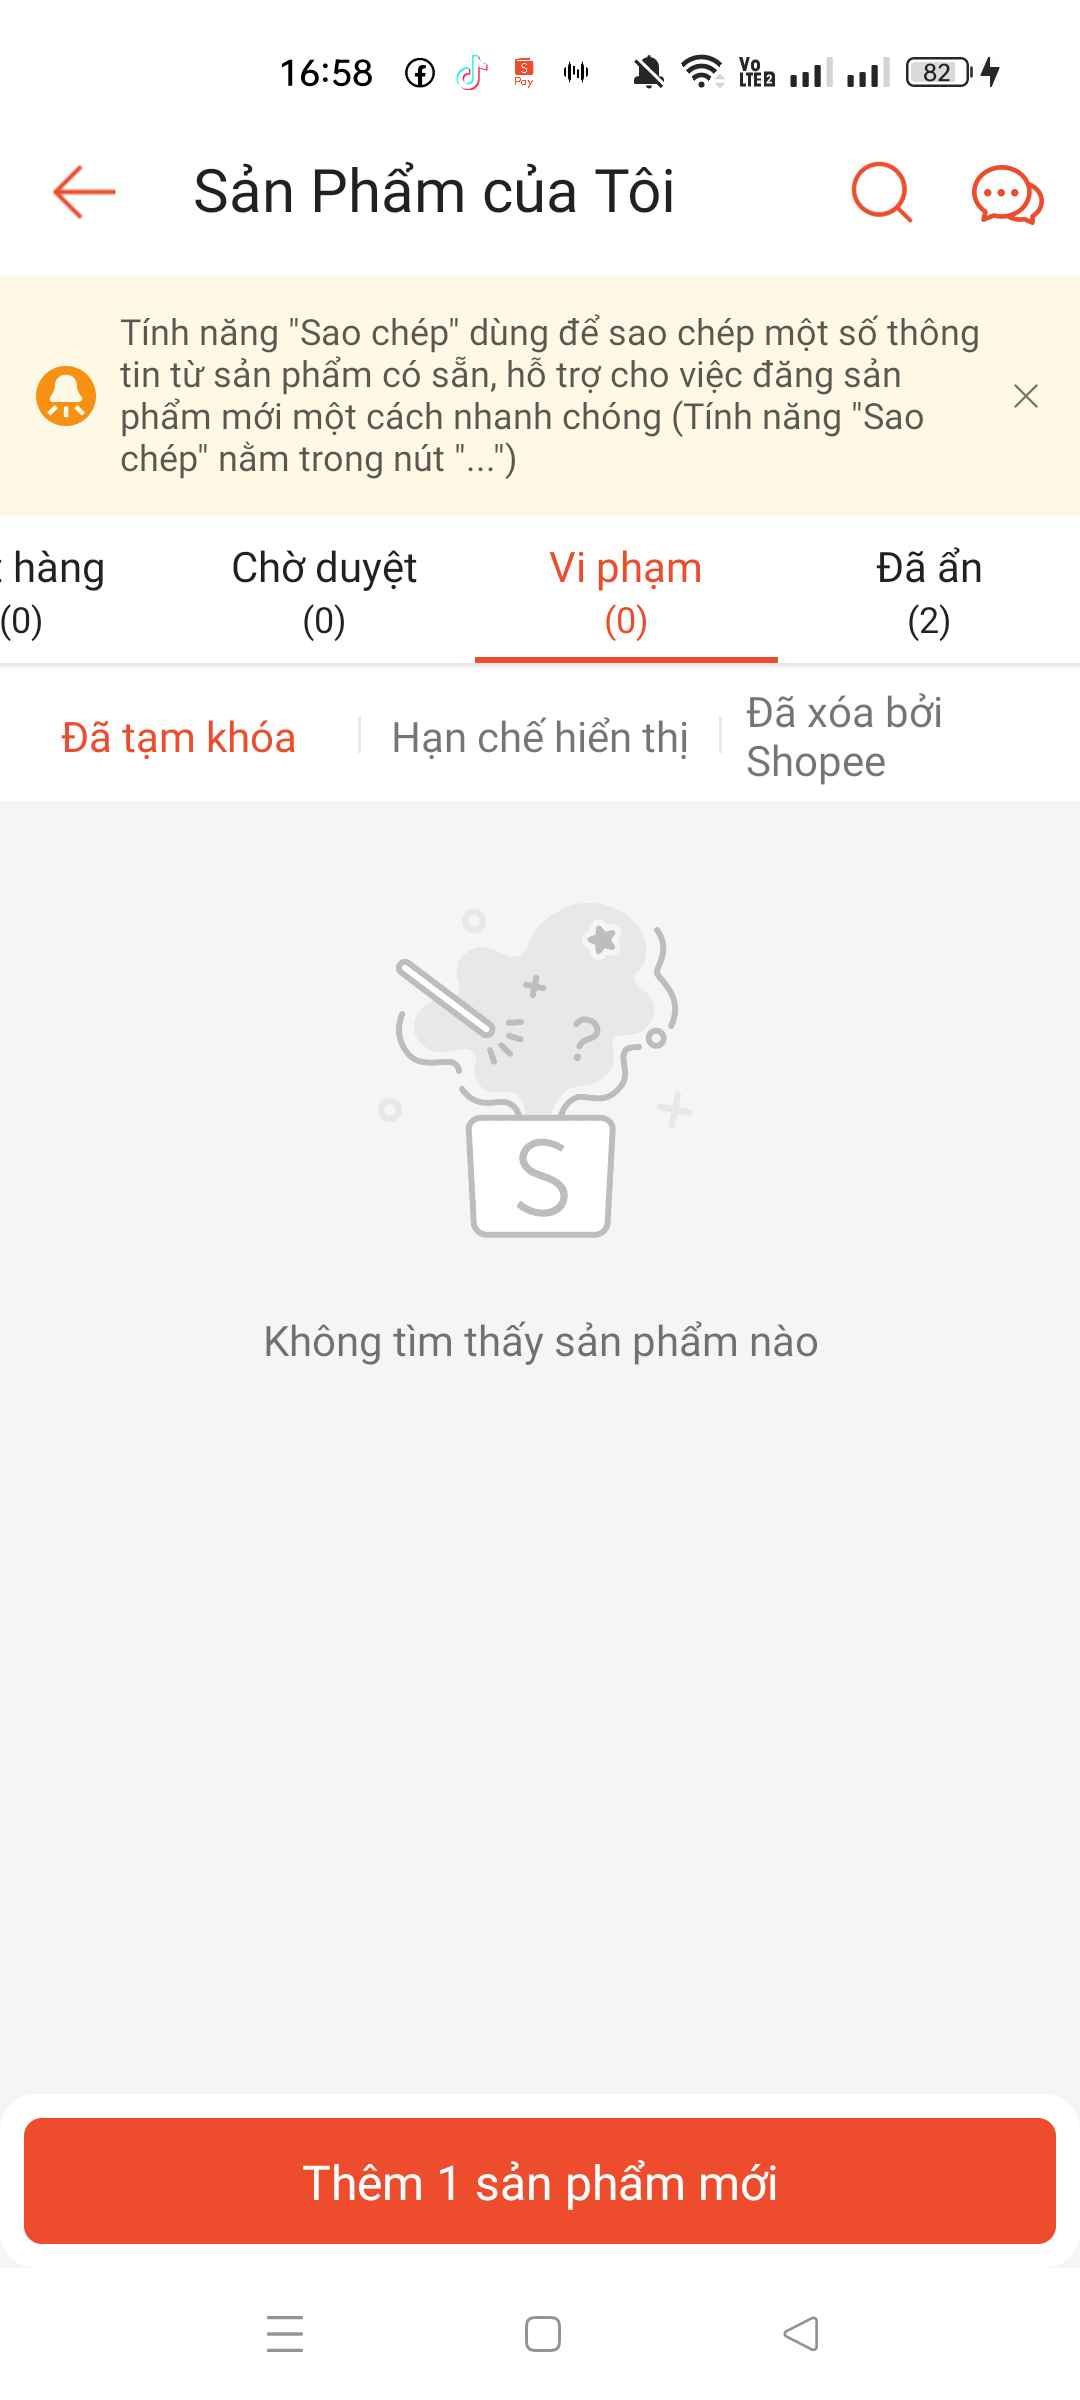 16:58
Pay
Vo
LTE 2
82
Sản Phẩm của Tôi
Tính năng "Sao chép" dùng để sao chép một số thông
tin từ sản phẩm có sẵn, hỗ trợ cho việc đăng sản
phẩm mới một cách nhanh chóng (Tính năng "Sao
chép" nằm trong nút "...")
hàng
(0)
Chờ duyệt
(0)
Vi phạm
(0)
Đã ẩn
(2)
Đã tạm khóa
Hạn chế hiển thị
Đã xóa bởi
Shopee
?
S
Không tìm thấy sản phẩm nào
Thêm 1 sản phẩm mới